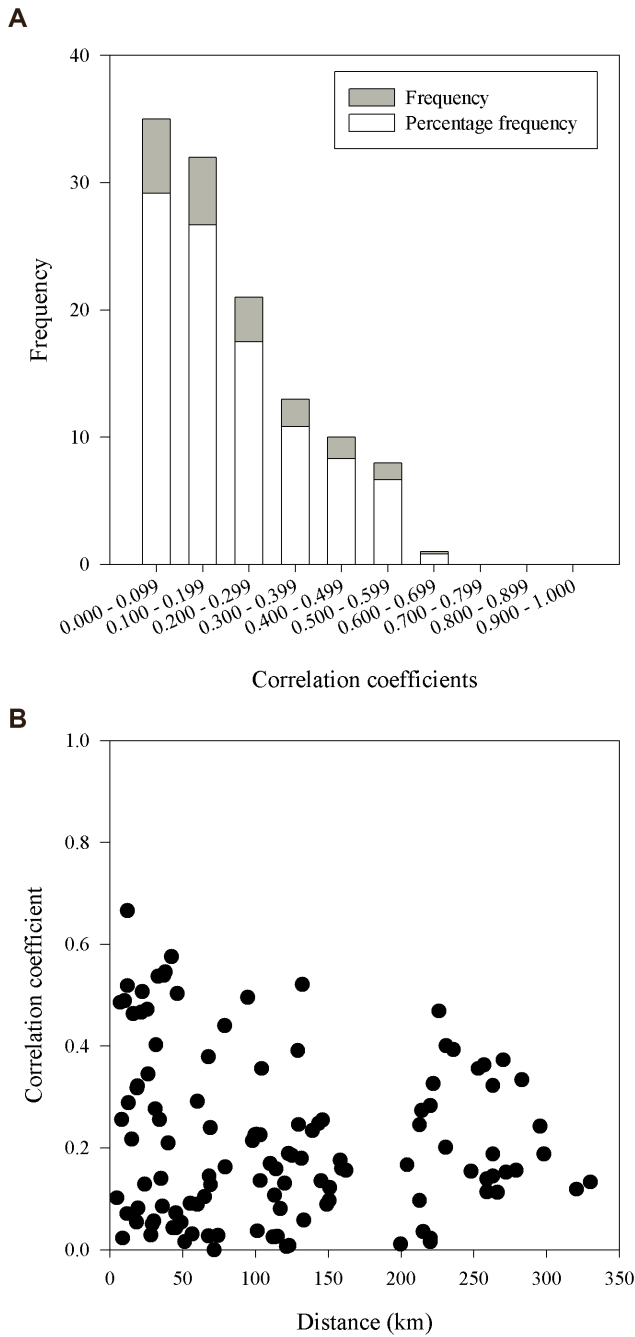 A
40
Frequency
Percentage frequency
30
20
10
0
Frequency
0.000 - 0.099
0.100 - 0.199
0.200 - 0.299
0.300 - 0.399
0.400 - 0.499
0.500 - 0.599
0.600 - 0.699
0.700 - 0.799
0.800 - 0.899
0.900 - 1.000
Correlation coefficients
B
1.0
0.8
0.6
0.4
0.2
0.0
Correlation coefficient
0 50 100 150 200 250 300 350
Distance (km)